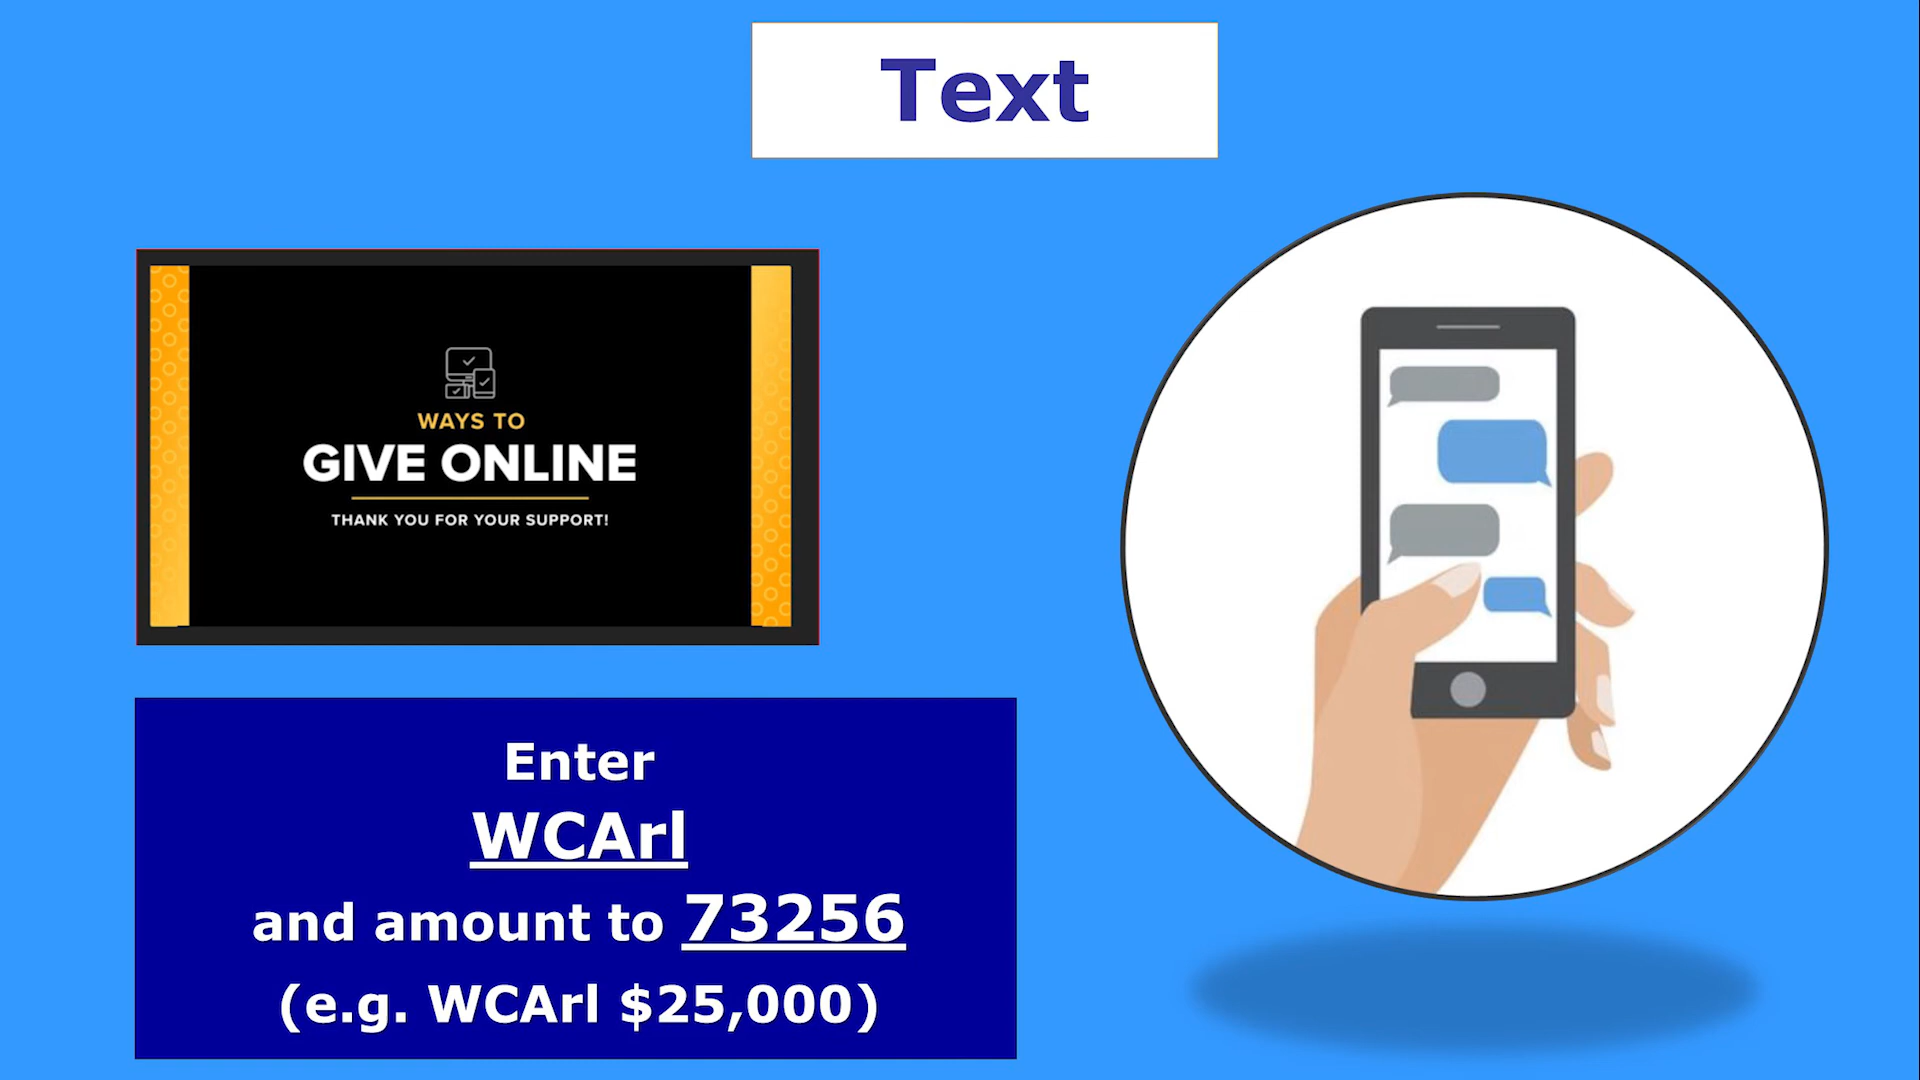 Text
WAYS TO
GIVE ONLINE
THANK YOU FOR YOUR SUPPORT!
Enter
WCArl
and amount to 73256
(e.g. WCArl $25,000)